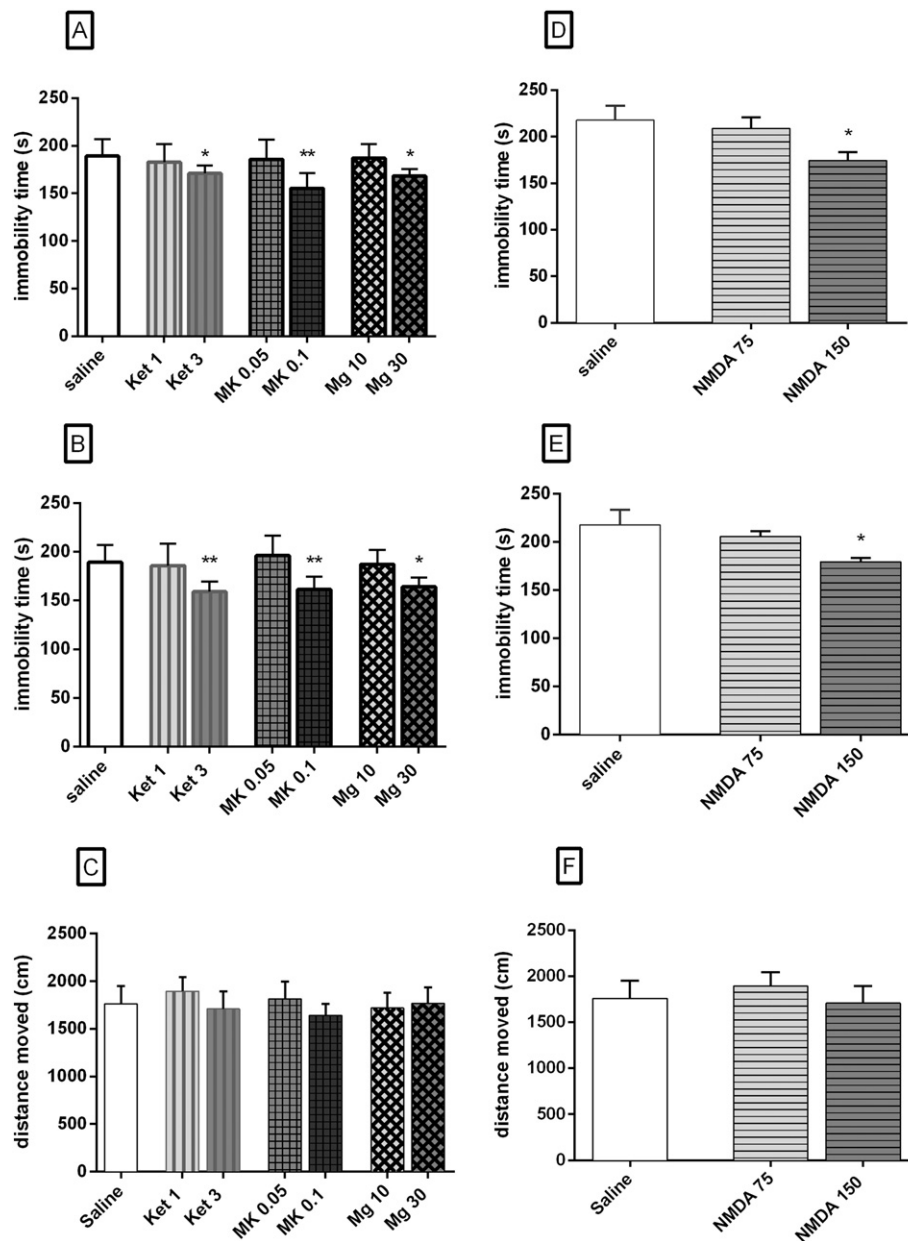 A
immobility time (s)
250
200
150
100
50
0
* ** *
saline Ket 1 Ket 3 MK 0.05 MK 0.1 Mg 10 Mg 30
D
immobility time (s)
250
200
150
100
50
0
*
saline NMDA 75 NMDA 150
B
immobility time (s)
250
200
150
100
50
0
** ** *
saline Ket 1 Ket 3 MK 0.05 MK 0.1 Mg 10 Mg 30
E
immobility time (s)
250
200
150
100
50
0
*
saline NMDA 75 NMDA 150
C
distance moved (cm)
2500
2000
1500
1000
500
0
Saline Ket 1 Ket 3 MK 0.05 MK 0.1 Mg 10 Mg 30
F
distance moved (cm)
2500
2000
1500
1000
500
0
Saline NMDA 75 NMDA 150